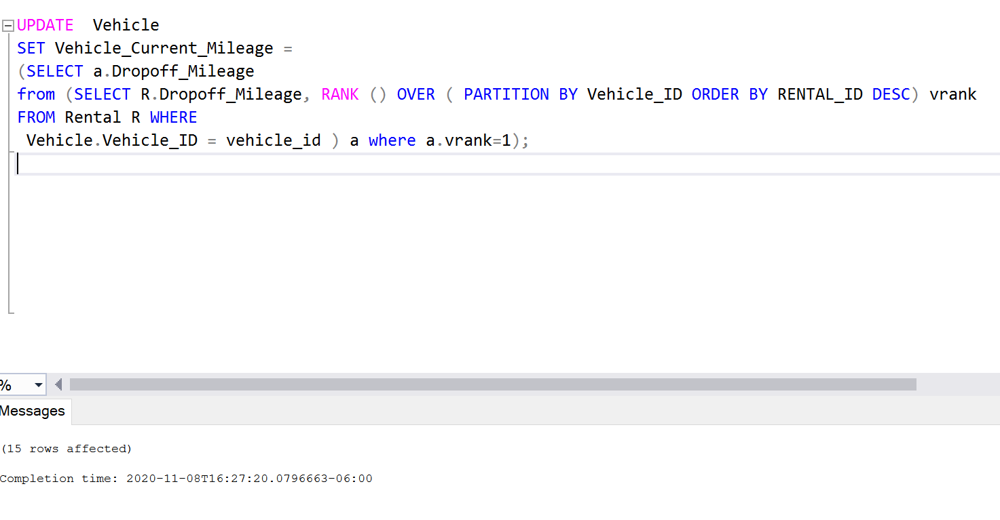 UPDATE  Vehicle
SET Vehicle_Current_Mileage =
(SELECT a.Dropoff_Mileage
from (SELECT R.Dropoff_Mileage, RANK () OVER ( PARTITION BY Vehicle_ID ORDER BY RENTAL_ID DESC) vrank
FROM Rental R WHERE
 Vehicle.Vehicle_ID = vehicle_id ) a where a.vrank=1);
%
Messages
(15 rows affected)
Completion time: 2020-11-08T16:27:20.0796663-06:00